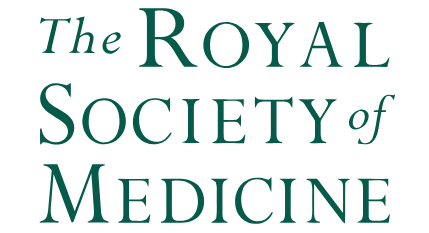 The ROYAL
SOCIETY of
MEDICINE